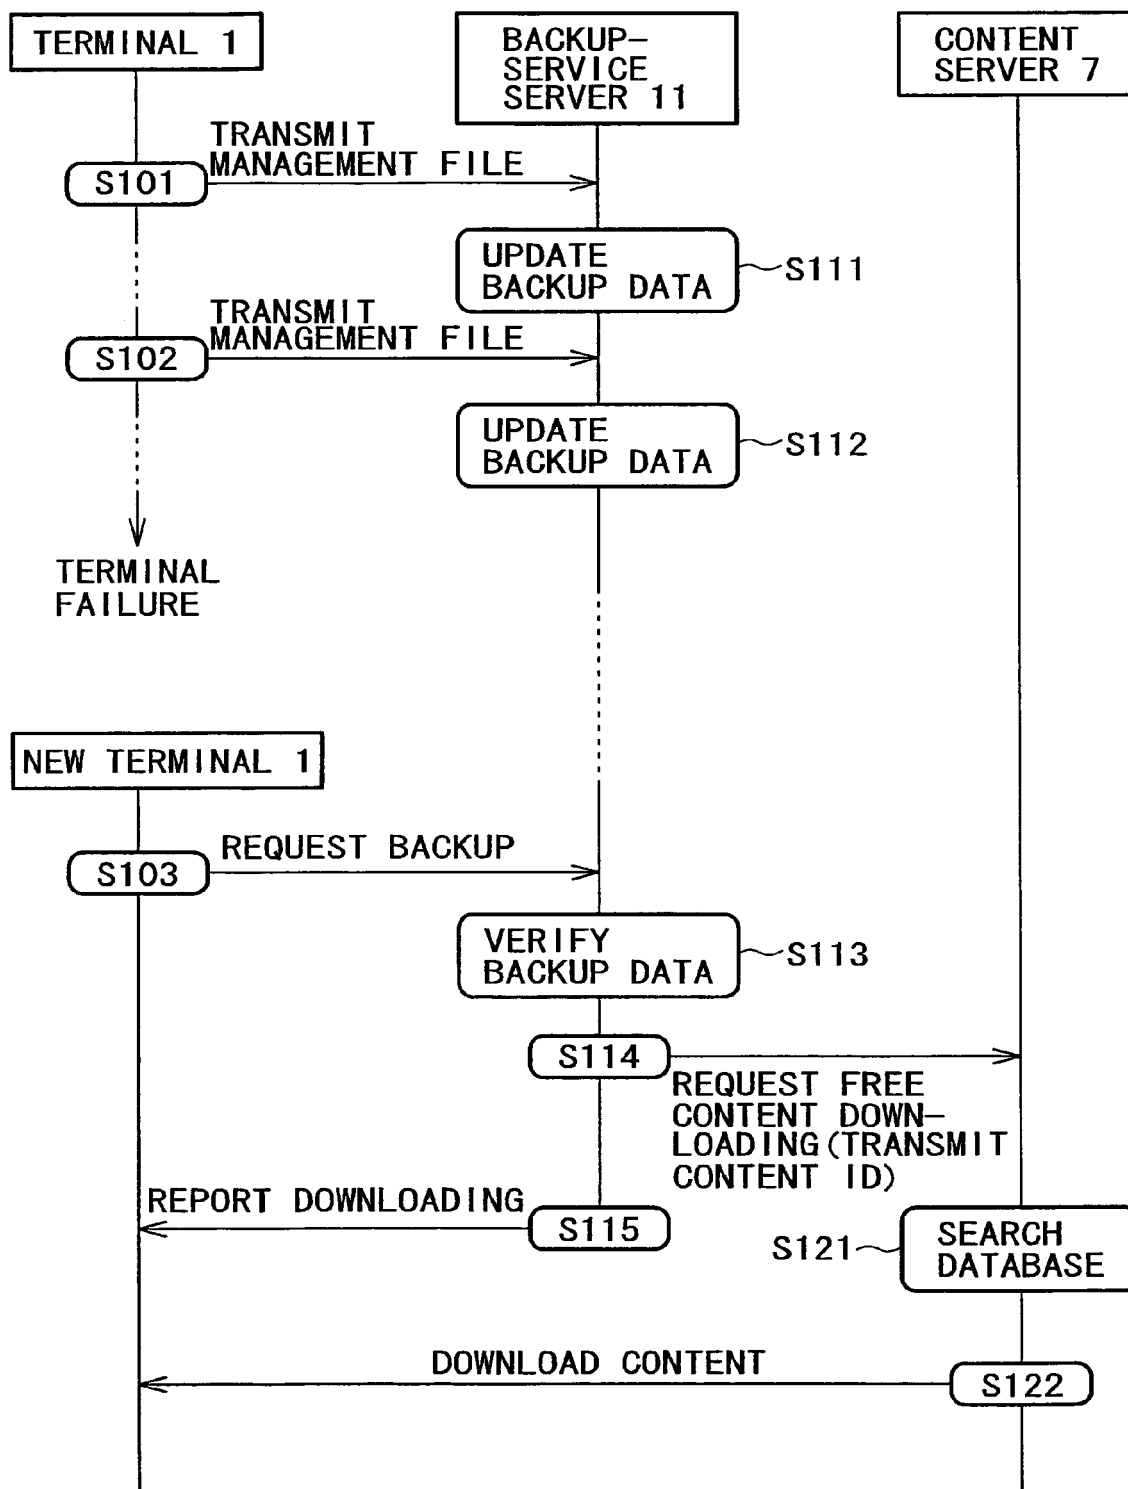 TERMINAL 1
BACKUP-
SERVICE
SERVER 11
CONTENT
SERVER 7
TRANSMIT
MANAGEMENT FILE
S101
UPDATE
BACKUP DATA
S111
TRANSMIT
MANAGEMENT FILE
S102
UPDATE
BACKUP DATA
S112
TERMINAL
FAILURE
NEW TERMINAL 1
REQUEST BACKUP
S103
VERIFY
BACKUP DATA
S113
S114
REQUEST FREE
CONTENT DOWN-
LOADING (TRANSMIT
CONTENT ID)
REPORT DOWNLOADING
S115
S121
SEARCH
DATABASE
DOWNLOAD CONTENT
S122